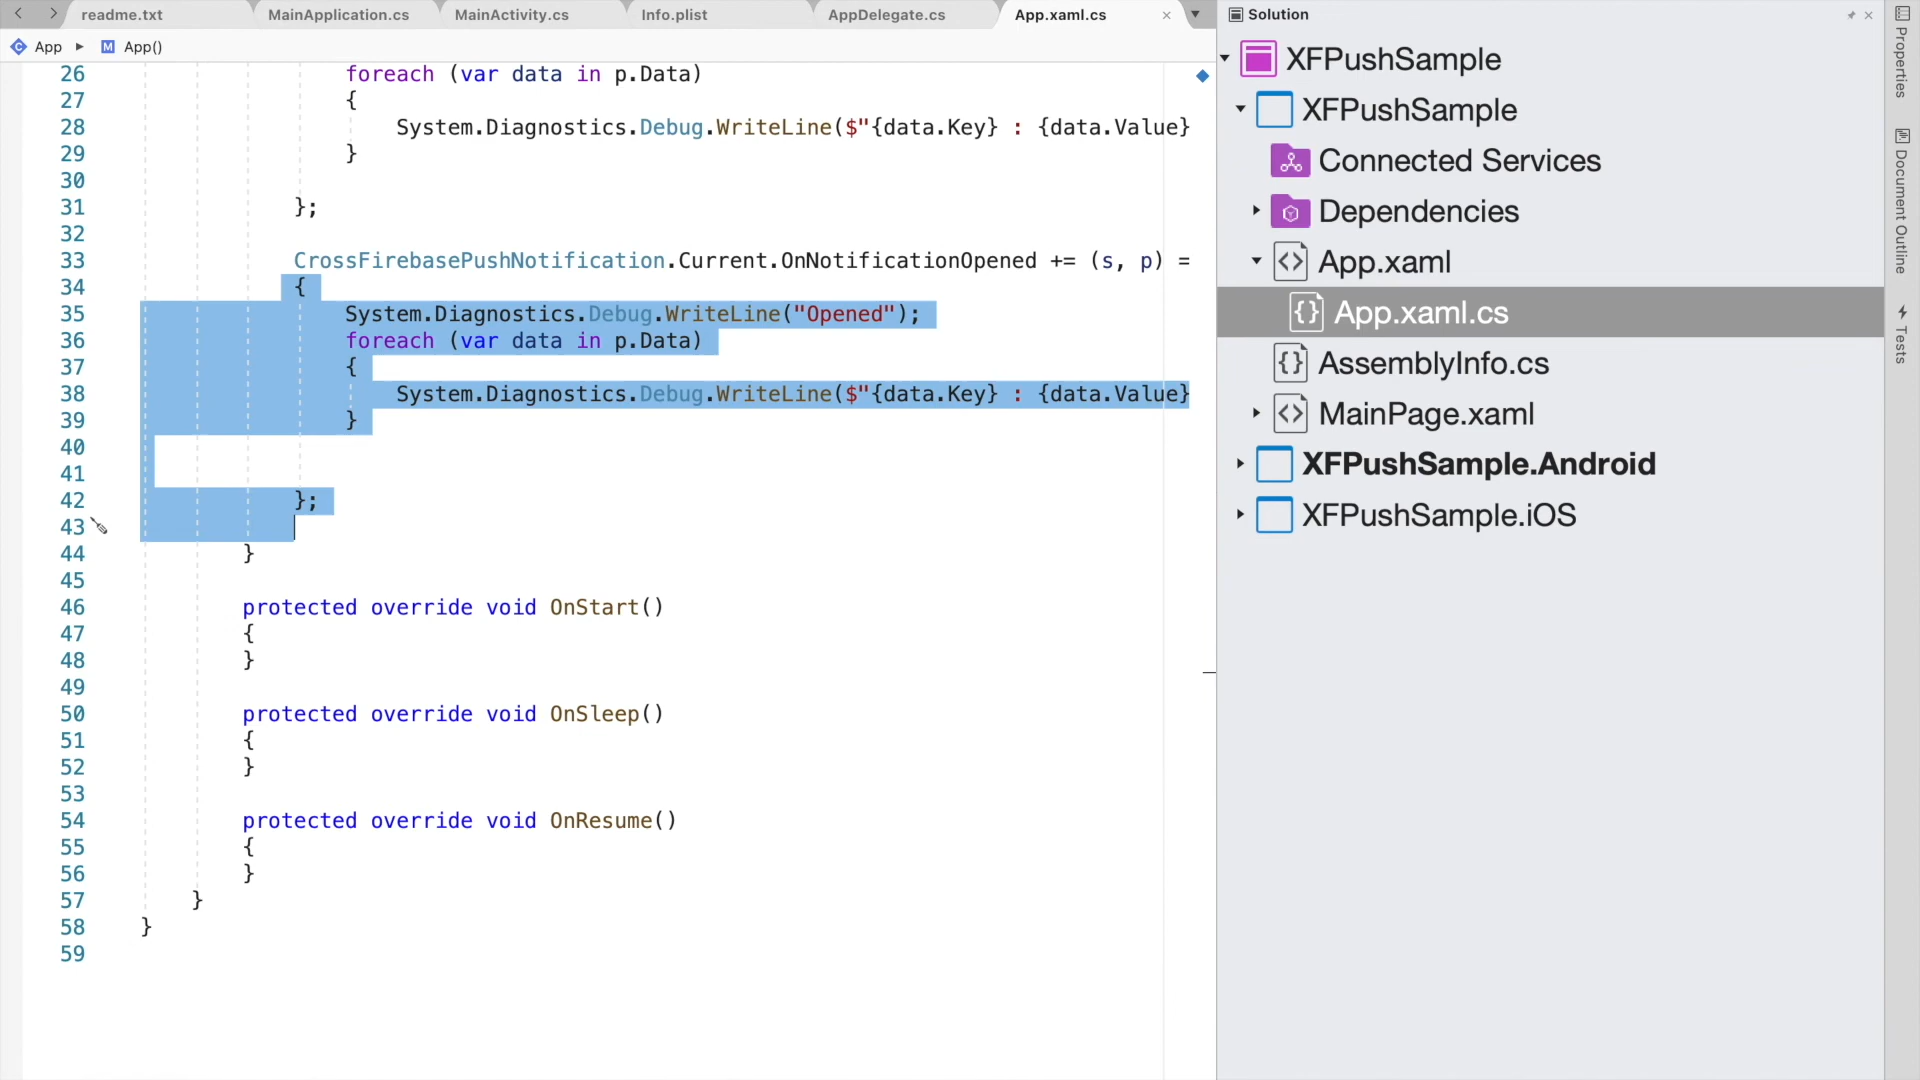 readme.txt
MainApplication.cs
MainActivity.cs
Info.plist
AppDelegate.cs
App.xaml.cs
App
App()
26 foreach (var data in p.Data)
27 {
28 System.Diagnostics.Debug.WriteLine($"{data.Key} : {data.Value}
29 }
30
31 };
32
33 CrossFirebasePushNotification.Current.OnNotificationOpened += (s, p) =
34 {
35 System.Diagnostics.Debug.WriteLine("Opened");
36 foreach (var data in p.Data)
37 {
38 System.Diagnostics.Debug.WriteLine($"{data.Key} : {data.Value}
39 }
40
41
42 };
43
44 }
45
46 protected override void OnStart()
47 {
48 }
49
50 protected override void OnSleep()
51 {
52 }
53
54 protected override void OnResume()
55 {
56 }
57 }
58 }
59
Solution
XFPushSample
XFPushSample
Connected Services
Dependencies
App.xaml
App.xaml.cs
AssemblyInfo.cs
MainPage.xaml
XFPushSample.Android
XFPushSample.iOS
Properties
Document Outline
Tests